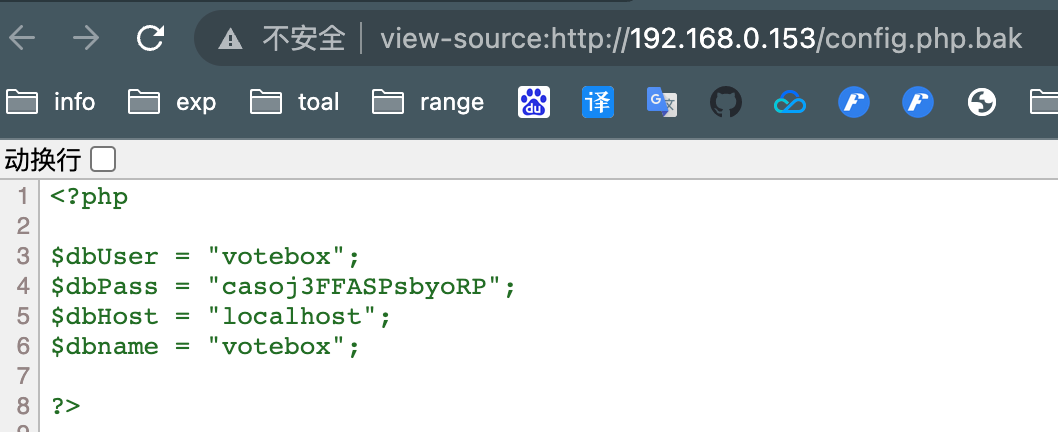 不安全 view-source:http://192.168.0.153/config.php.bak
info exp toal range du 译 G 文 F F
动换行
1 <?php
2
3 $dbUser = "votebox";
4 $dbPass = "casoj3FFASPsbyoRP";
5 $dbHost = "localhost";
6 $dbname = "votebox";
7
8 ?>